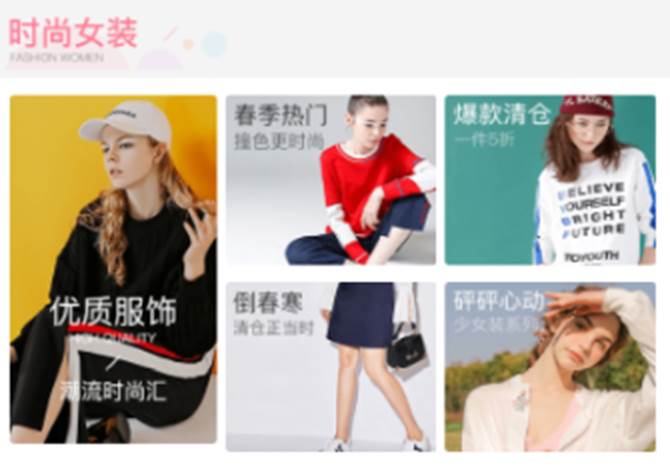 时尚女装
FASHION WOMEN
优质服饰
HIGH QUALITY
潮流时尚汇
春季热门
撞色更时尚
爆款清仓
一件5折
BELIEVE
YOURSELF
BRIGHT
FUTURE
TOYOUTH
倒春寒
清仓正当时
砰砰心动
少女装系列